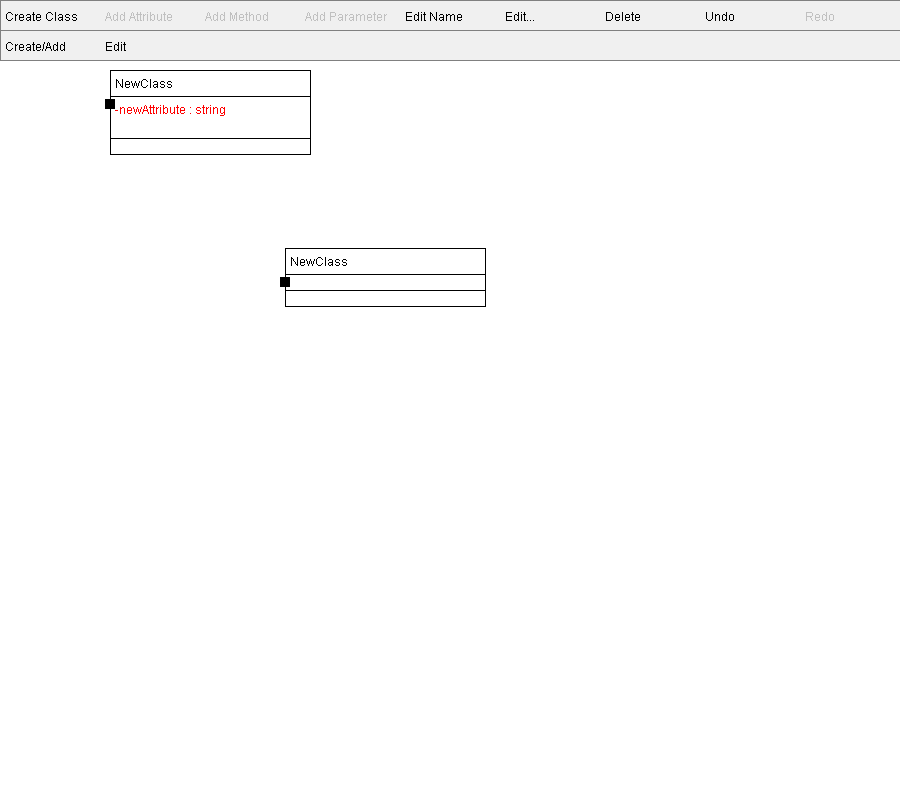 Create Class Add Attribute Add Method Add Parameter Edit Name Edit... Delete Undo Redo
Create/Add Edit
NewClass
-newAttribute : string
NewClass